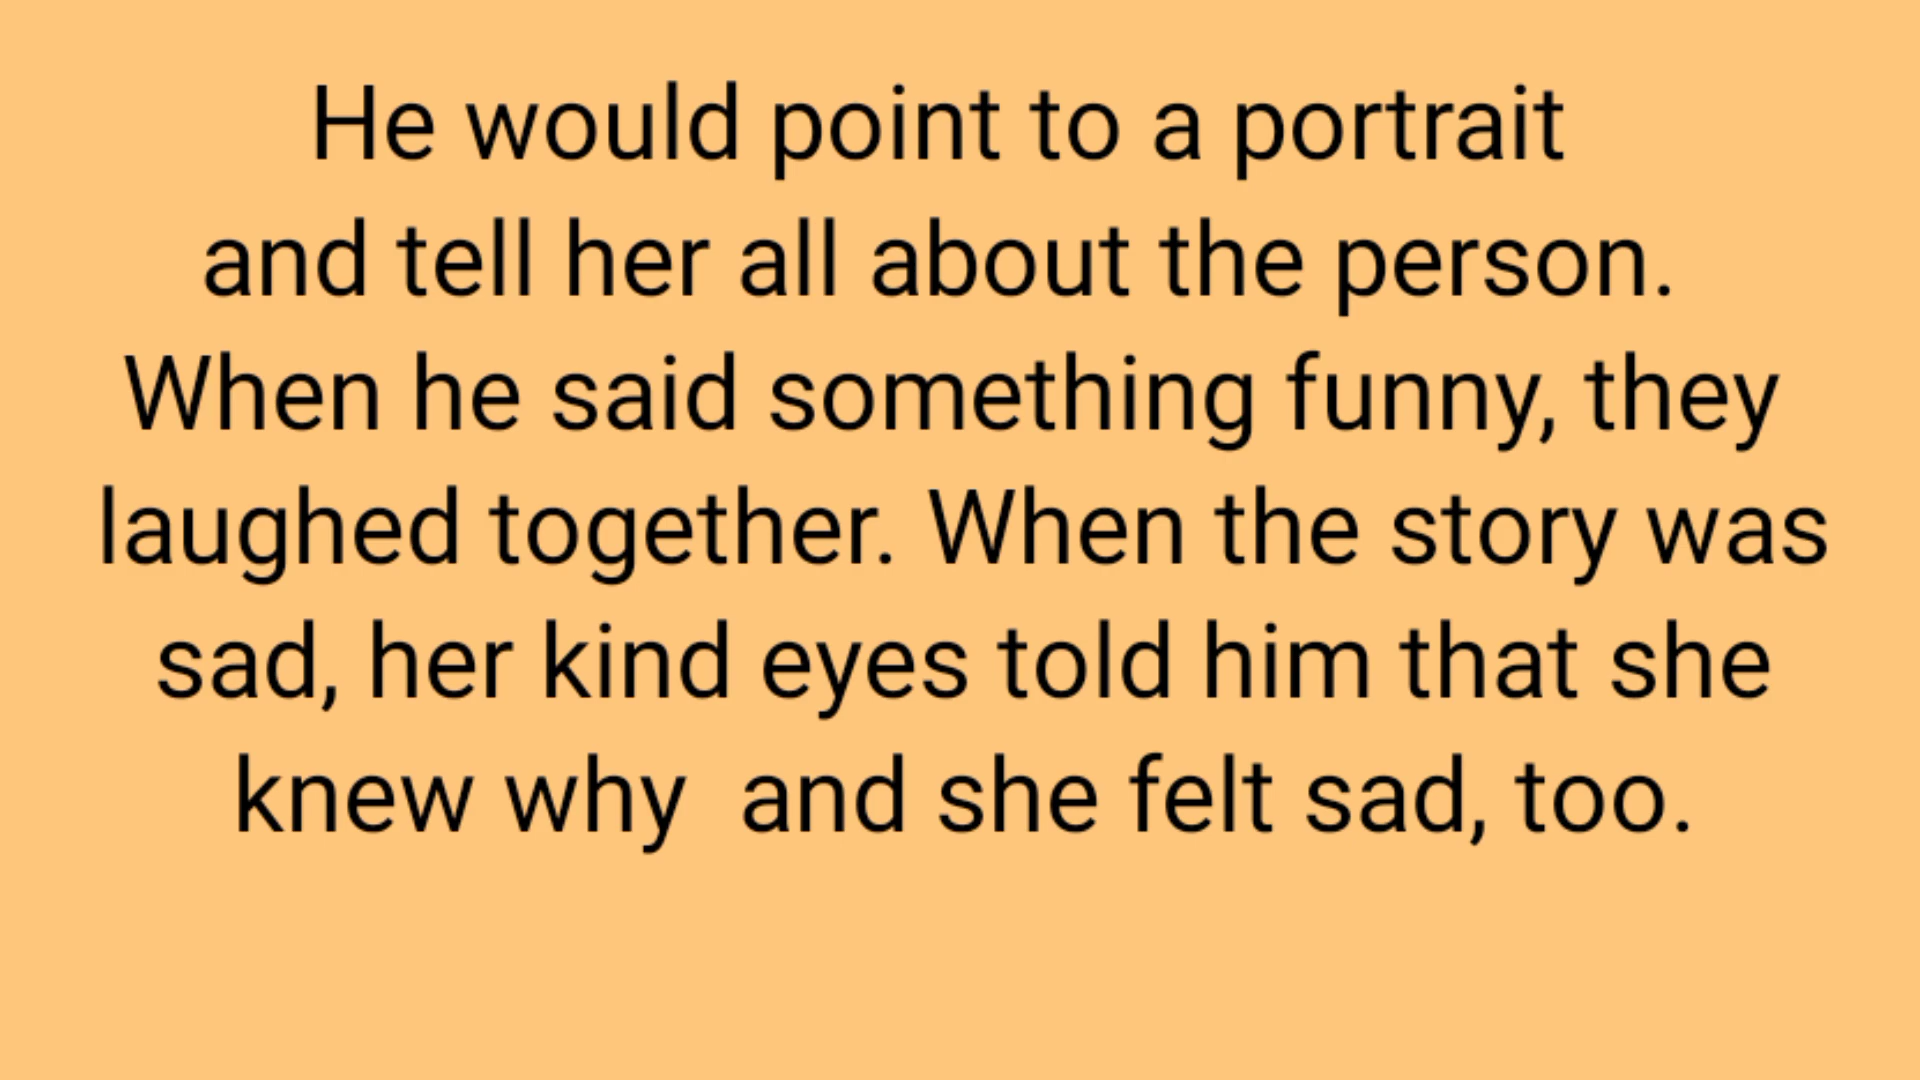 He would point to a portrait
and tell her all about the person.
When he said something funny, they
laughed together. When the story was
sad, her kind eyes told him that she
knew why  and she felt sad, too.